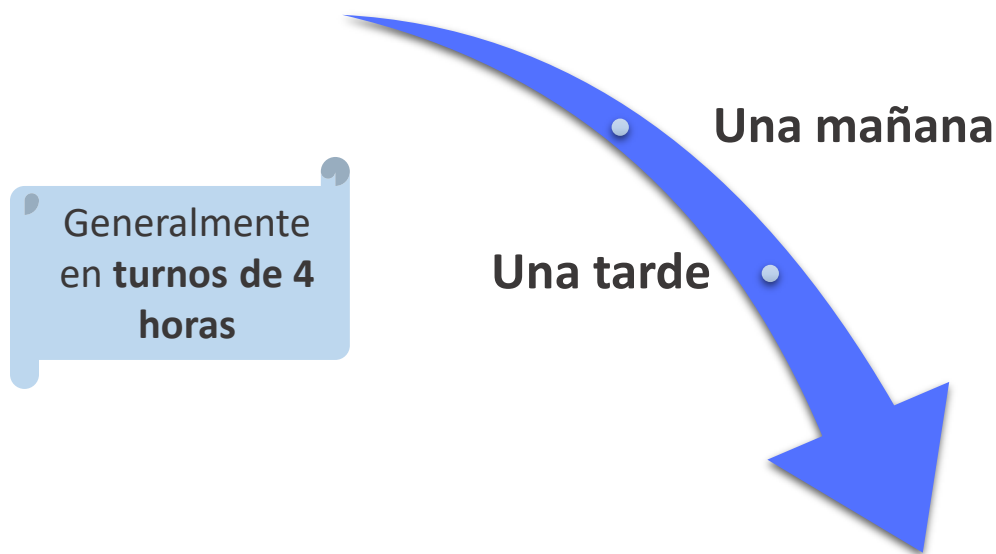 Una mañana
Generalmente
en turnos de 4
horas
Una tarde